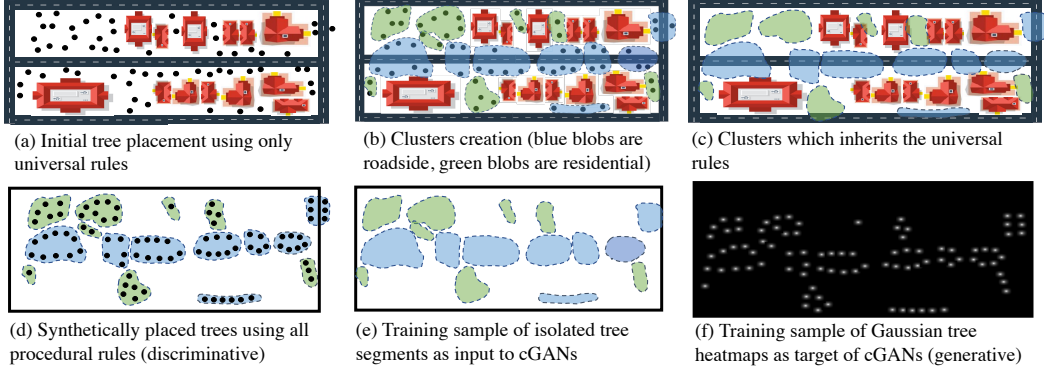 (a) Initial tree placement using only
universal rules
(b) Clusters creation (blue blobs are
roadside, green blobs are residential)
(c) Clusters which inherits the universal
rules
(d) Synthetically placed trees using all
procedural rules (discriminative)
(e) Training sample of isolated tree
segments as input to cGANs
(f) Training sample of Gaussian tree
heatmaps as target of cGANs (generative)